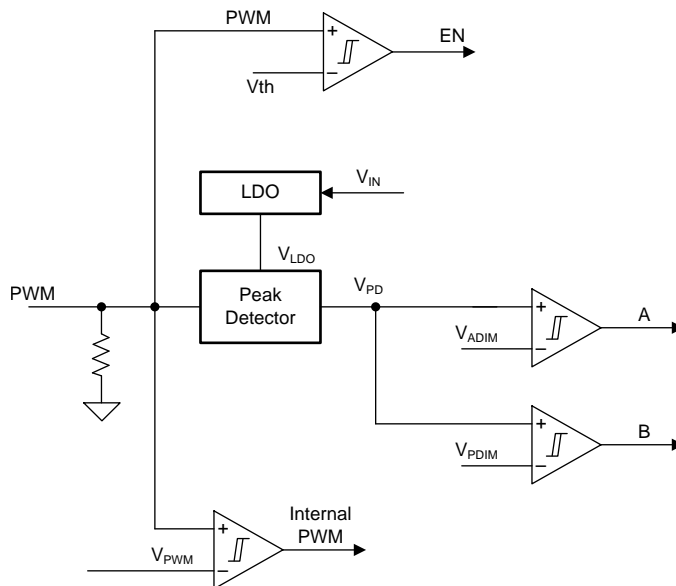 PWM
EN
+
−
Vth
LDO
V_IN
V_LDO
PWM
Peak
Detector
V_PD
+
−
V_ADIM
A
+
−
V_PDIM
B
+
−
V_PWM
Internal
PWM